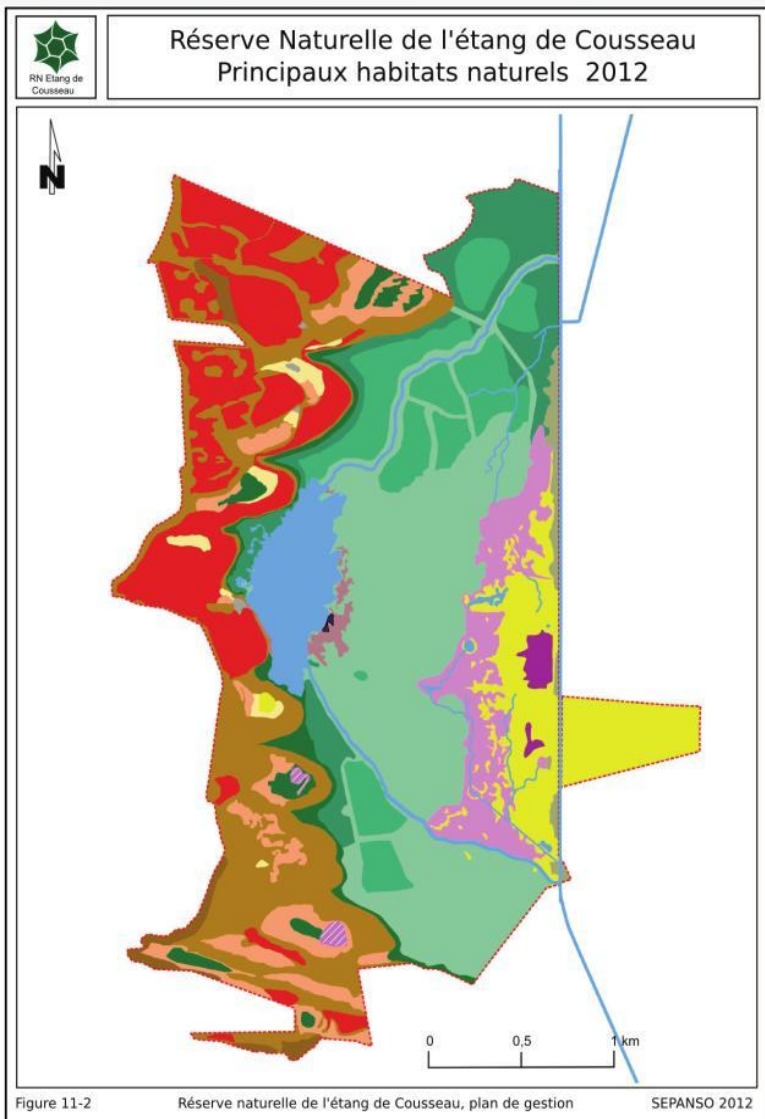 RN Etang de
Cousseau
Réserve Naturelle de l'étang de Cousseau
Principaux habitats naturels 2012
N
0 0,5 1 km
Figure 11-2 Réserve naturelle de l'étang de Cousseau, plan de gestion SEPANSO 2012